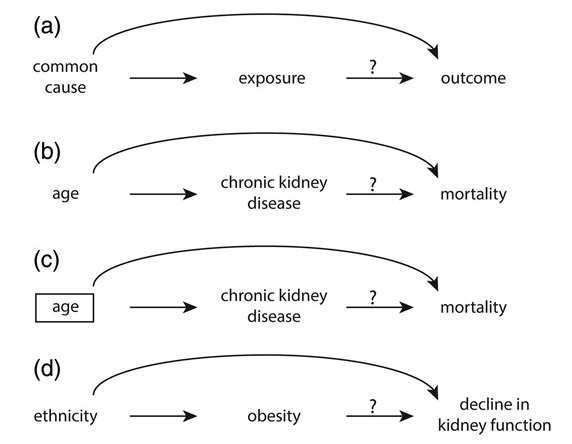 (a)
common
cause
exposure
?
outcome
(b)
age
chronic kidney
disease
?
mortality
(c)
age
chronic kidney
disease
?
mortality
(d)
ethnicity
obesity
?
decline in
kidney function